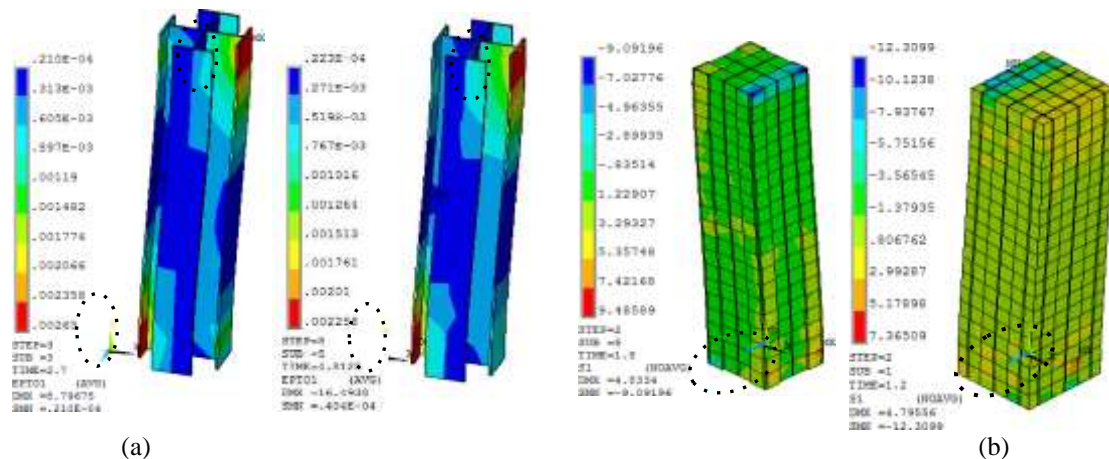 .210E-04
.313E-03
.605E-03
.897E-03
.00119
.001482
.001776
.002066
.002358
.00265
STEP=3
SUB =3
TIME=2.7
EPTO1 (AVG)
SMN =.210E-04
.223E-04
.271E-03
.519E-03
.767E-03
.001016
.001264
.001513
.001761
.00201
.002258
SUB =5
EPTO1 (AVG)
(a)
-9.09196
-7.02776
-4.96355
-2.89935
-.83514
1.22907
3.29327
5.35748
7.42168
9.48589
STEP=2
SUB =5
TIME=1.8
S1 (NOAVG)
DMX =4.8334
SMN =-9.09196
-12.3099
-10.1238
-7.93767
-5.75156
-3.56545
-1.37935
.806762
2.99287
5.17898
7.36509
STEP=2
SUB =1
TIME=1.2
S1 (NOAVG)
DMX =4.79556
SMN =-12.3099
(b)